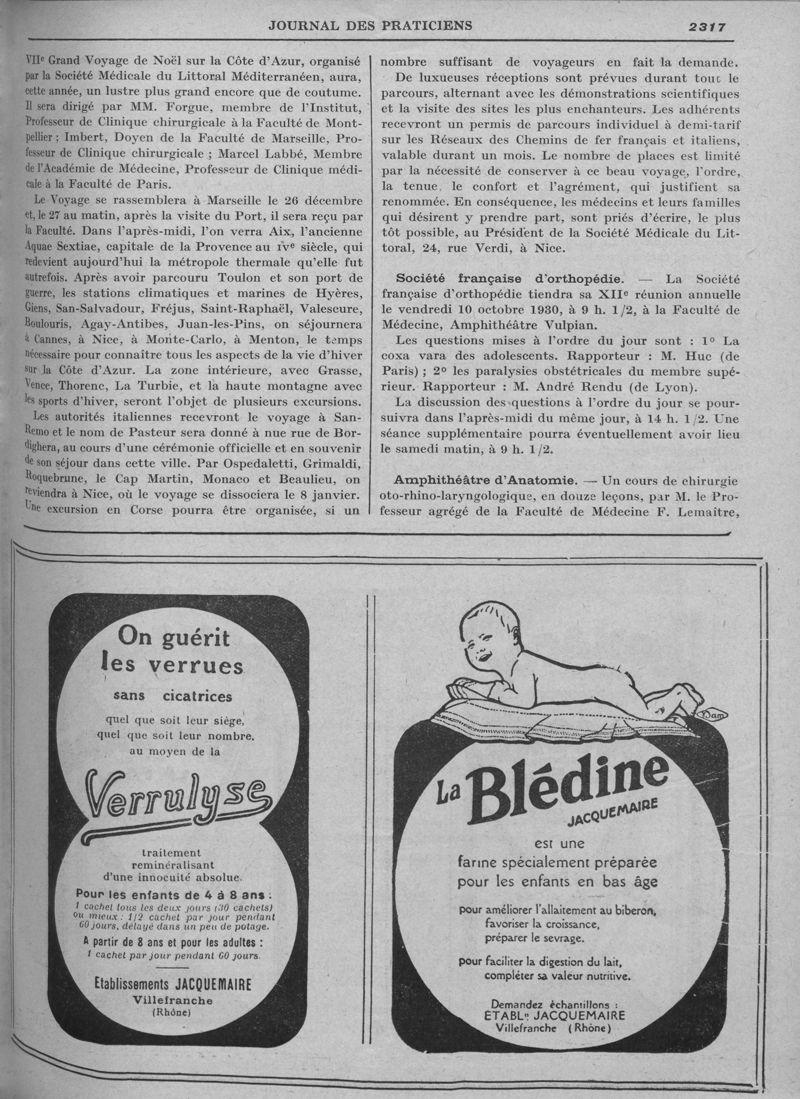 JOURNAL DES PRATICIENS
2317
VIIe Grand Voyage de Noël sur la Côte d'Azur, organisé
par la Société Médicale du Littoral Méditerranéen, aura,
cette année, un lustre plus grand encore que de coutume.
Il sera dirigé par MM. Forgue, membre de l'Institut,
Professeur de Clinique chirurgicale à la Faculté de Mont-
pellier ; Imbert, Doyen de la Faculté de Marseille, Pro-
fesseur de Clinique chirurgicale ; Marcel Labbé, Membre
de l'Académie de Médecine, Professeur de Clinique médi-
cale à la Faculté de Paris.
Le Voyage se rassemblera à Marseille le 26 décembre
et, le 27 au matin, après la visite du Port, il sera reçu par
la Faculté. Dans l'après-midi, l'on verra Aix, l'ancienne
Aquae Sextiae, capitale de la Provence au IVe siècle, qui
redevient aujourd'hui la métropole thermale qu'elle fut
autrefois. Après avoir parcouru Toulon et son port de
guerre, les stations climatiques et marines de Hyères,
Giens, San-Salvadour, Fréjus, Saint-Raphaël, Valescure,
Boulouris, Agay-Antibes, Juan-les-Pins, on séjournera
à Cannes, à Nice, à Monte-Carlo, à Menton, le temps
nécessaire pour connaître tous les aspects de la vie d'hiver
sur la Côte d'Azur. La zone intérieure, avec Grasse,
Vence, Thorenc, La Turbie, et la haute montagne avec
les sports d'hiver, seront l'objet de plusieurs excursions.
Les autorités italiennes recevront le voyage à San-
Remo et le nom de Pasteur sera donné à nue rue de Bor-
dighera, au cours d'une cérémonie officielle et en souvenir
de son séjour dans cette ville. Par Ospedaletti, Grimaldi,
Roquebrune, le Cap Martin, Monaco et Beaulieu, on
reviendra à Nice, où le voyage se dissociera le 8 janvier.
Une excursion en Corse pourra être organisée, si un
nombre suffisant de voyageurs en fait la demande.
De luxueuses réceptions sont prévues durant tout le
parcours, alternant avec les démonstrations scientifiques
et la visite des sites les plus enchanteurs. Les adhérents
recevront un permis de parcours individuel à demi-tarif
sur les Réseaux des Chemins de fer français et italiens,
valable durant un mois. Le nombre de places est limité
par la nécessité de conserver à ce beau voyage, l'ordre,
la tenue, le confort et l'agrément, qui justifient sa
renommée. En conséquence, les médecins et leurs familles
qui désirent y prendre part, sont priés d'écrire, le plus
tôt possible, au Président de la Société Médicale du Lit-
toral, 24, rue Verdi, à Nice.
Société française d'orthopédie. — La Société
française d'orthopédie tiendra sa XIIe réunion annuelle
le vendredi 10 octobre 1930, à 9 h. 1/2, à la Faculté de
Médecine, Amphithéâtre Vulpian.
Les questions mises à l'ordre du jour sont : 1o La
coxa vara des adolescents. Rapporteur : M. Huc (de
Paris) ; 2o les paralysies obstétricales du membre supé-
rieur. Rapporteur : M. André Rendu (de Lyon).
La discussion des questions à l'ordre du jour se pour-
suivra dans l'après-midi du même jour, à 14 h. 1/2. Une
séance supplémentaire pourra éventuellement avoir lieu
le samedi matin, à 9 h. 1/2.
Amphithéâtre d'Anatomie. — Un cours de chirurgie
oto-rhino-laryngologique, en douze leçons, par M. le Pro-
fesseur agrégé de la Faculté de Médecine F. Lemaître,
On guérit
les verrues
sans cicatrices
quel que soit leur siège,
quel que soit leur nombre,
au moyen de la
Verrulyse
traitement
reminéralisant
d'une innocuité absolue.
Pour les enfants de 4 à 8 ans :
1 cachet tous les deux jours (30 cachets)
ou mieux : 1/2 cachet par jour pendant
60 jours, délayé dans un peu de potage.
A partir de 8 ans et pour les adultes :
1 cachet par jour pendant 60 jours.
Etablissements JACQUEMAIRE
Villefranche
(Rhône)
Dam
La Blédine
JACQUEMAIRE
est une
farine spécialement préparée
pour les enfants en bas âge
pour améliorer l'allaitement au biberon,
favoriser la croissance,
préparer le sevrage.
pour faciliter la digestion du lait,
compléter sa valeur nutritive.
Demandez échantillons :
ÉTABLts JACQUEMAIRE
Villefranche (Rhône)